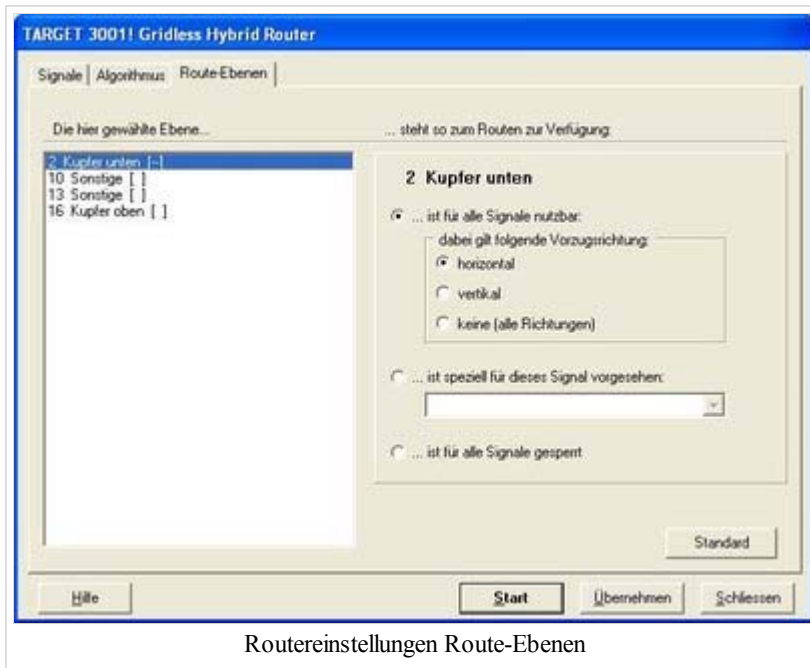 TARGET 3001! Gridless Hybrid Router
Signale Algorithmus Route-Ebenen
Die hier gewählte Ebene... ... steht so zum Routen zur Verfügung:
2 Kupfer unten [-]
10 Sonstige [ ]
13 Sonstige [ ]
16 Kupfer oben [ ]
2 Kupfer unten
... ist für alle Signale nutzbar:
dabei gilt folgende Vorzugsrichtung:
horizontal
vertikal
keine (alle Richtungen)
... ist speziell für dieses Signal vorgesehen:
... ist für alle Signale gesperrt
Standard
Hilfe Start Übernehmen Schliessen
Routereinstellungen Route-Ebenen